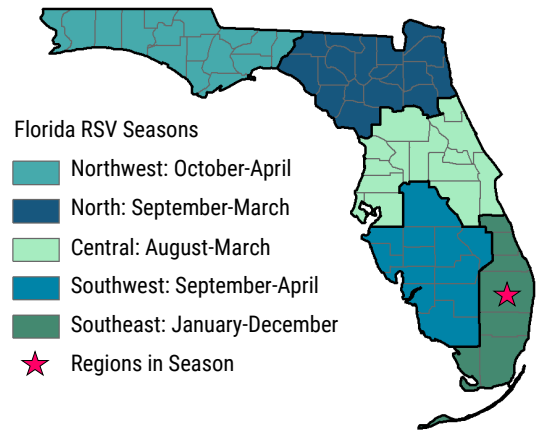 Florida RSV Seasons
Northwest: October-April
North: September-March
Central: August-March
Southwest: September-April
Southeast: January-December
Regions in Season